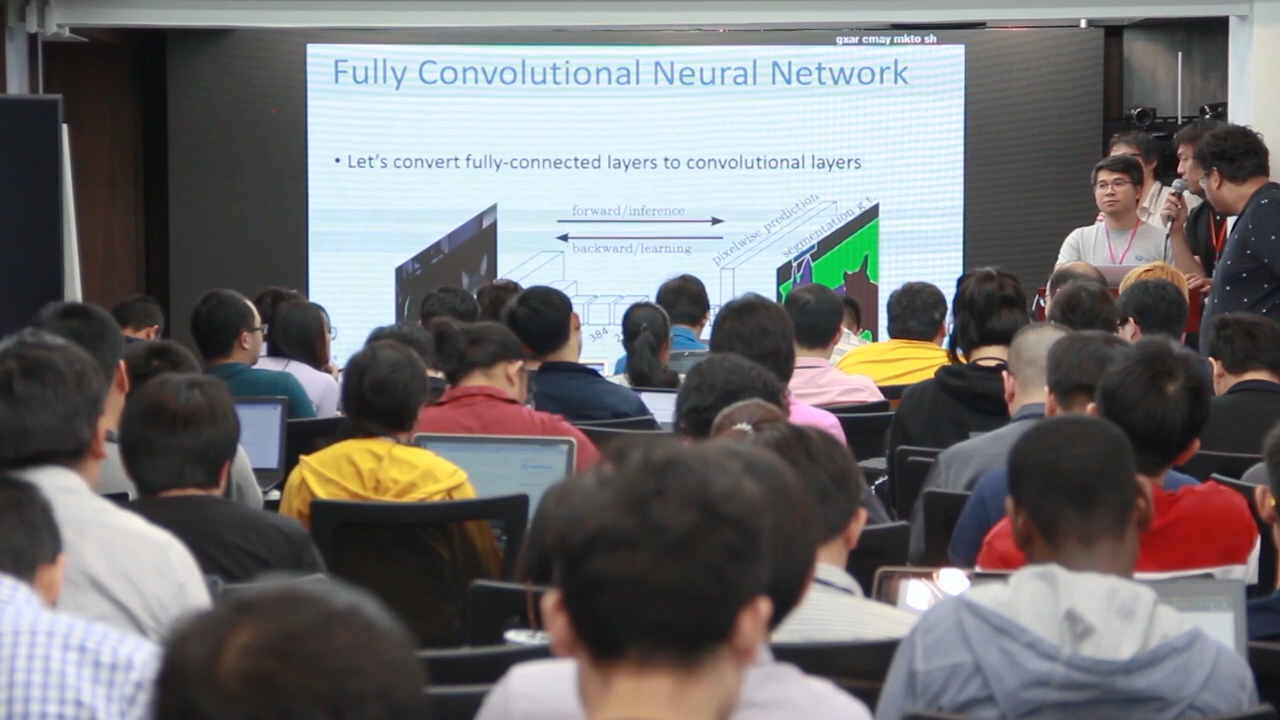 gxar cmay mkto sh
Fully Convolutional Neural Network
• Let's convert fully-connected layers to convolutional layers
forward/inference
backward/learning
pixelwise prediction
segmentation g.t.
384